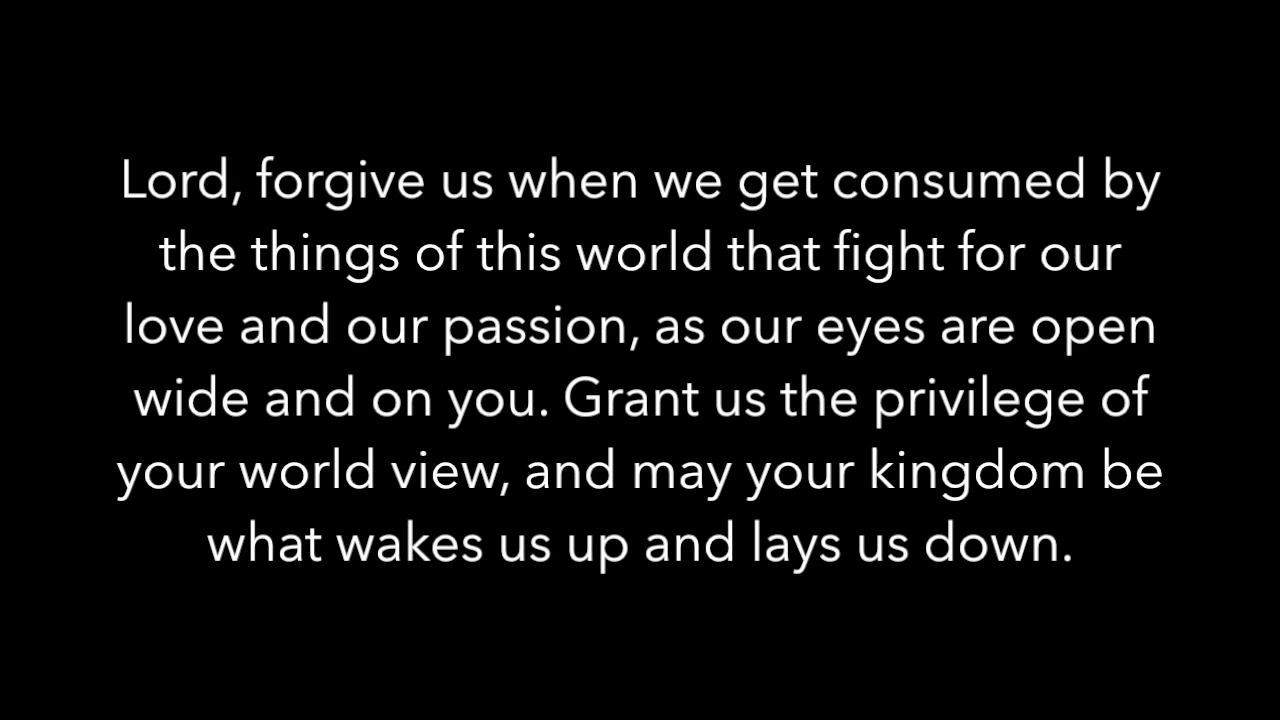 Lord, forgive us when we get consumed by
the things of this world that fight for our
love and our passion, as our eyes are open
wide and on you. Grant us the privilege of
your world view, and may your kingdom be
what wakes us up and lays us down.